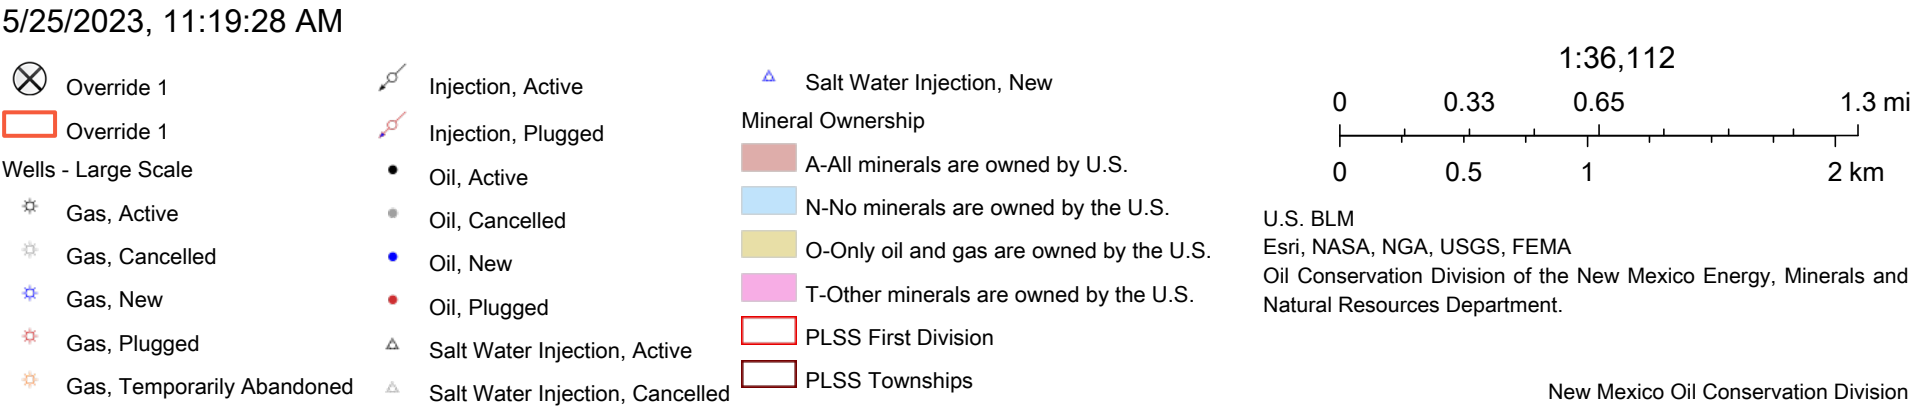 5/25/2023, 11:19:28 AM
Override 1
Override 1
Wells - Large Scale
Gas, Active
Gas, Cancelled
Gas, New
Gas, Plugged
Gas, Temporarily Abandoned
Injection, Active
Injection, Plugged
Oil, Active
Oil, Cancelled
Oil, New
Oil, Plugged
Salt Water Injection, Active
Salt Water Injection, Cancelled
Salt Water Injection, New
Mineral Ownership
A-All minerals are owned by U.S.
N-No minerals are owned by the U.S.
O-Only oil and gas are owned by the U.S.
T-Other minerals are owned by the U.S.
PLSS First Division
PLSS Townships
1:36,112
0 0.33 0.65 1.3 mi
0 0.5 1 2 km
U.S. BLM
Esri, NASA, NGA, USGS, FEMA
Oil Conservation Division of the New Mexico Energy, Minerals and
Natural Resources Department.
New Mexico Oil Conservation Division